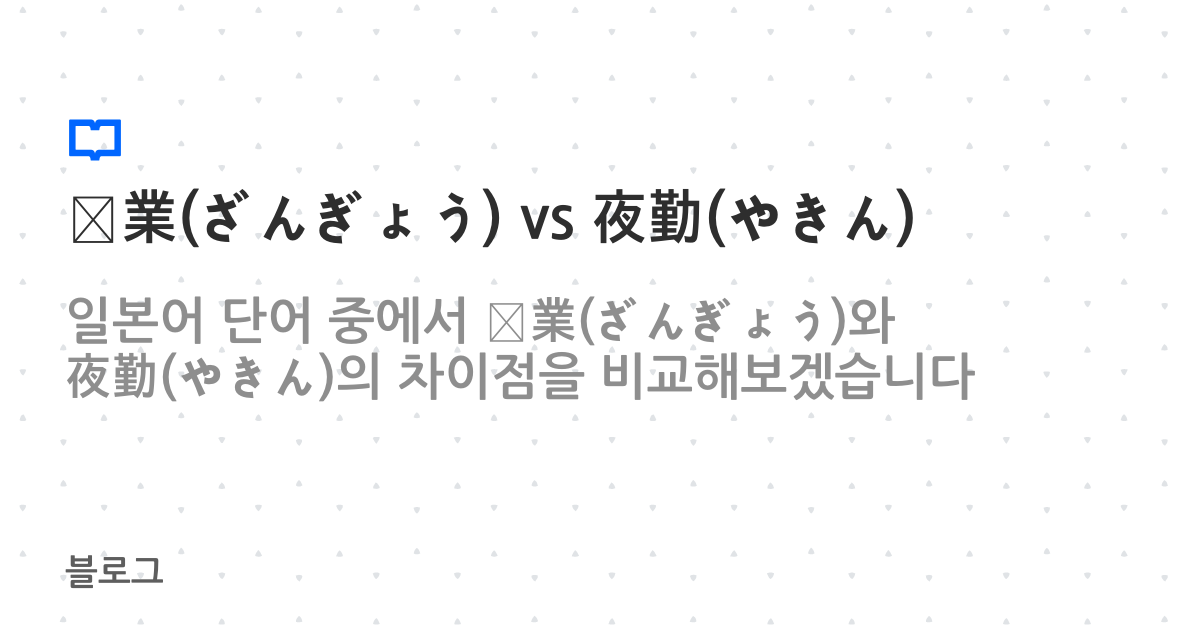 ☒業(ざんぎょう) vs 夜勤(やきん)
일본어 단어 중에서 ☒業(ざんぎょう)와
夜勤(やきん)의 차이점을 비교해보겠습니다
블로그